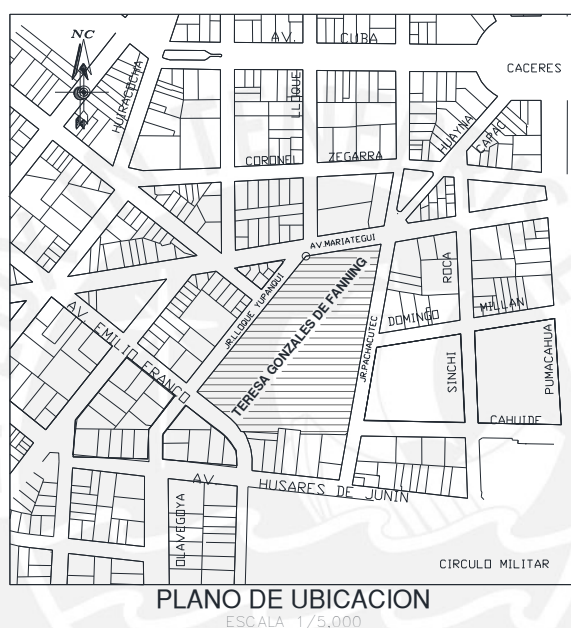 NC
AV. CUBA
CACERES
HUIRACOCHA
LLOQUE
HUAYNA
CAPAC
CORONEL ZEGARRA
AV.MARIATEGUI
JR.LLOQUE YUPANQUI
TERESA GONZALES DE FANNING
JR.PACHACUTEC
ROCA
DOMINGO MILLAN
AV. EMILIO FRANCO
SINCHI
PUMACAHUA
CAHUIDE
AV. HUSARES DE JUNIN
OLAVEGOYA
CIRCULO MILITAR
PLANO DE UBICACION
ESCALA 1/5,000